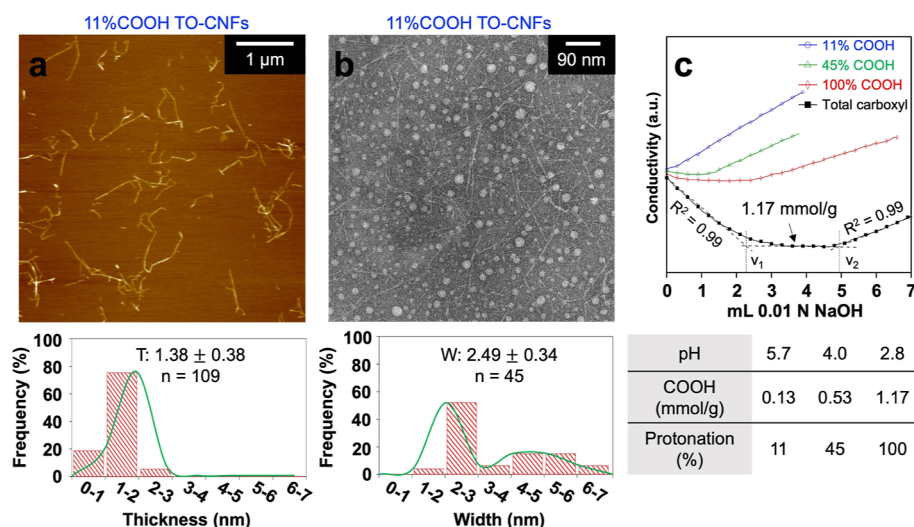 11%COOH TO-CNFs
a
1 µm
Frequency (%)
100
80
60
40
20
0
T: 1.38 ± 0.38
n = 109
0-1 1-2 2-3 3-4 4-5 5-6 6-7
Thickness (nm)
11%COOH TO-CNFs
b
90 nm
Frequency (%)
100
80
60
40
20
0
W: 2.49 ± 0.34
n = 45
0-1 1-2 2-3 3-4 4-5 5-6 6-7
Width (nm)
c
11% COOH
45% COOH
100% COOH
Total carboxyl
Conductivity (a.u.)
R² = 0.99
1.17 mmol/g
R² = 0.99
v₁ v₂
0 1 2 3 4 5 6 7
mL 0.01 N NaOH
pH 5.7 4.0 2.8
COOH
(mmol/g) 0.13 0.53 1.17
Protonation
(%) 11 45 100